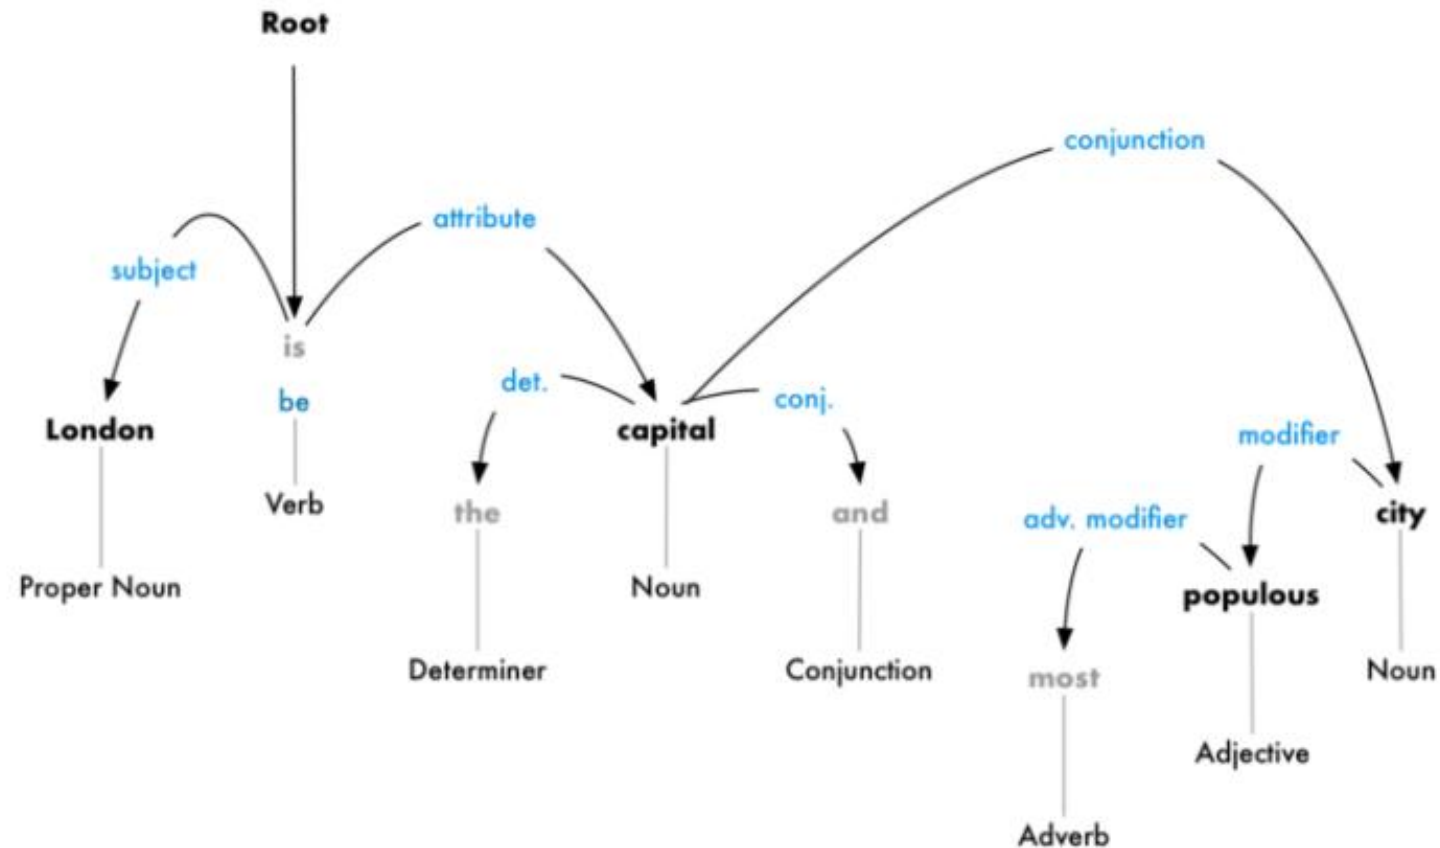 Root
conjunction
attribute
subject
is
det.
be
conj.
London
capital
modifier
Verb
the
and
adv. modifier
city
Proper Noun
Noun
populous
Determiner
Conjunction
most
Noun
Adjective
Adverb